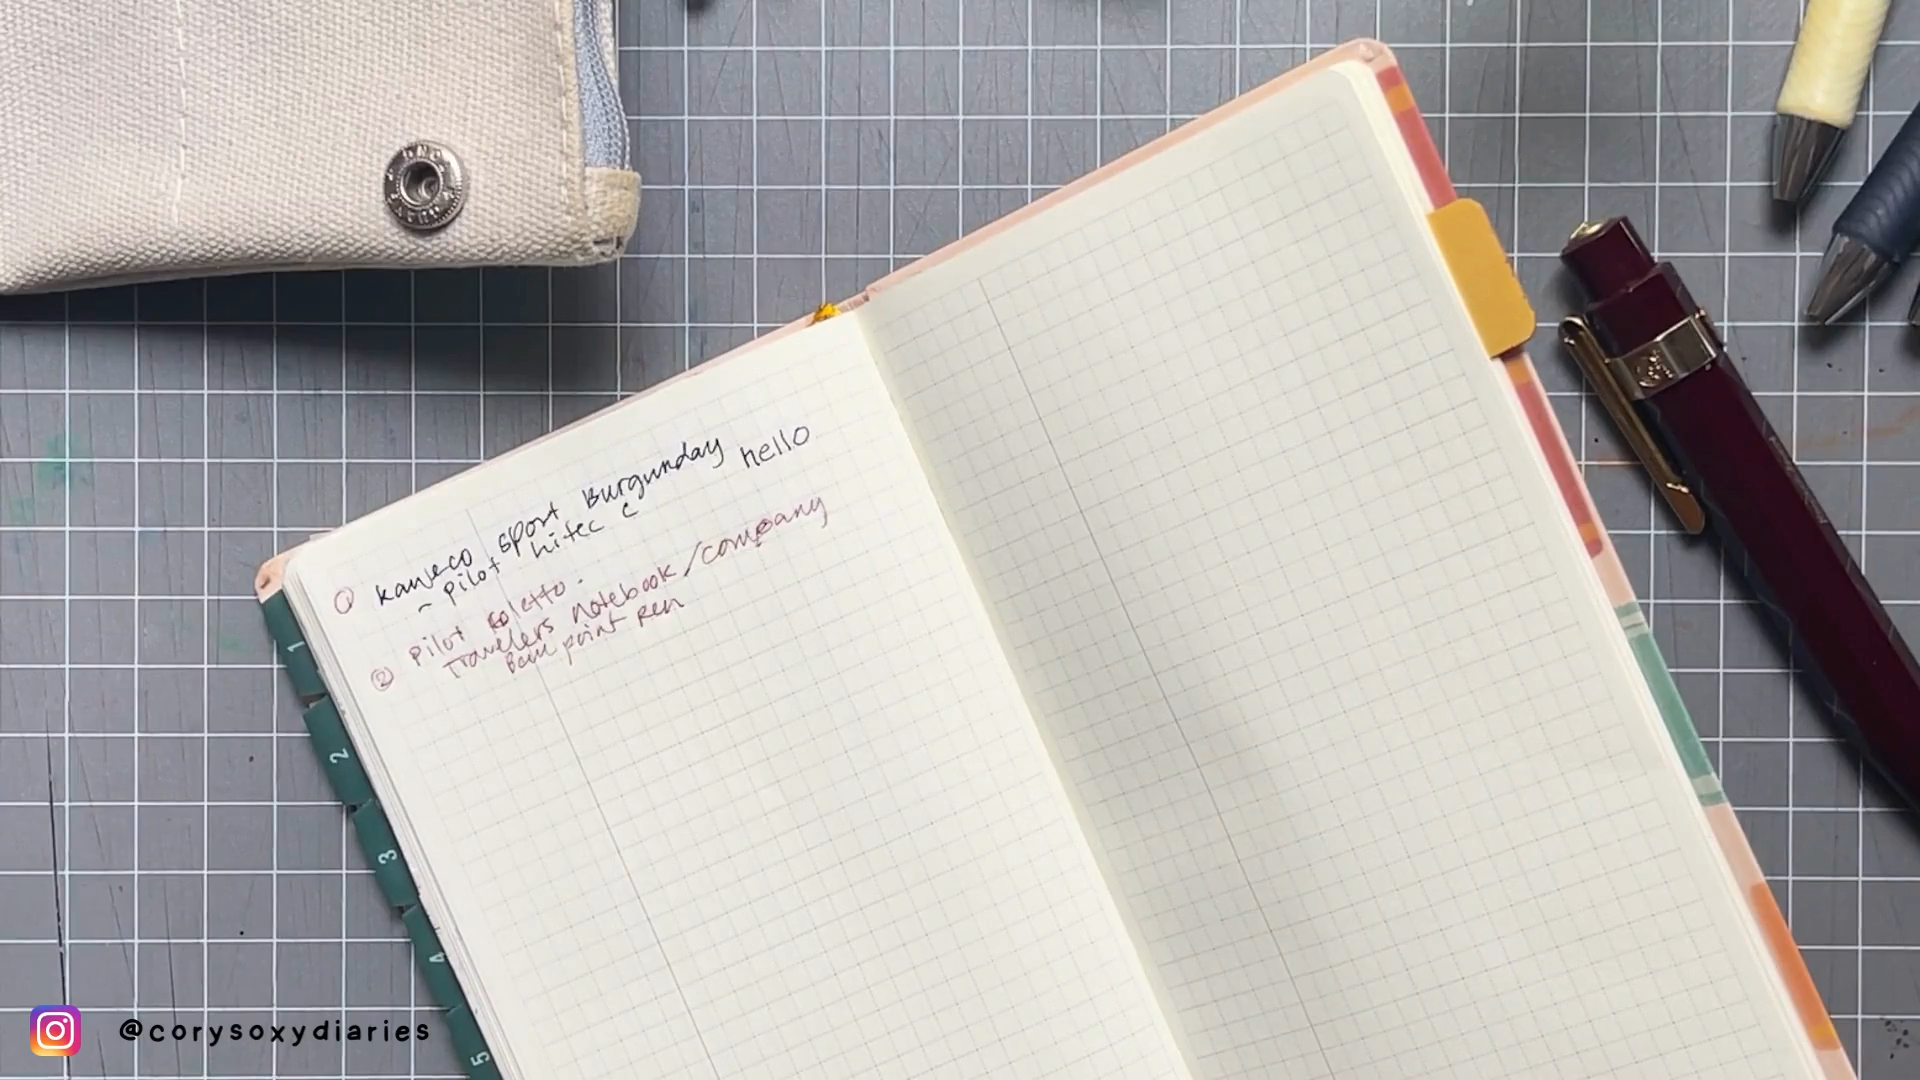 ① kaweco sport Burgunday hello
~ pilot hitec c
pilot coletto.
② Travelers notebook/company
Ball point Pen
1
2
3
4
5
@corysoxydiaries